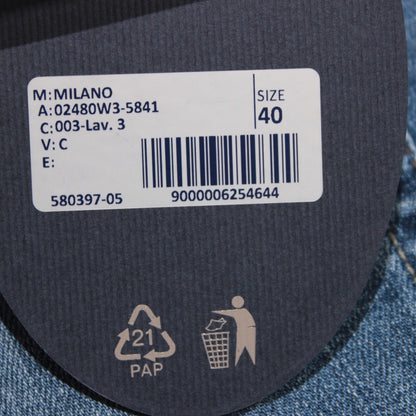 M: MILANO
A: 02480W3-5841
C: 003-Lav. 3
V: C
E:
SIZE
40
580397-05
9000006254644
21
PAP